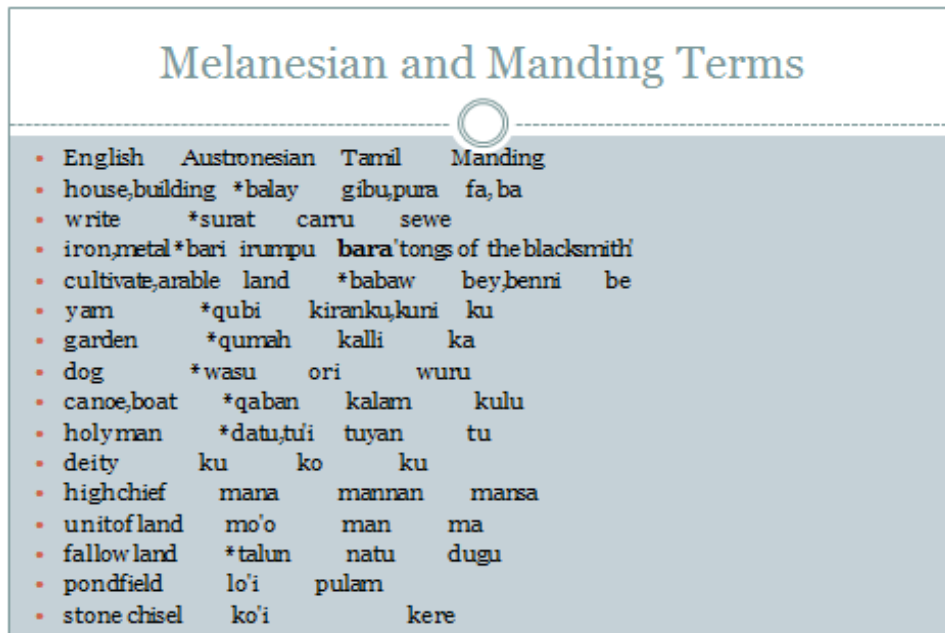 Melanesian and Manding Terms
• English Austronesian Tamil Manding
• house,building *balay gibu,pura fa, ba
• write *surat carru sewe
• iron,metal *bari irumpu bara 'tongs of the blacksmith'
• cultivate,arable land *babaw bey,benni be
• yam *qubi kiranku,kuni ku
• garden *qumah kalli ka
• dog *wasu ori wuru
• canoe,boat *qaban kalam kulu
• holy man *datu,tu'i tuyan tu
• deity ku ko ku
• highchief mana mannan mansa
• unit of land mo'o man ma
• fallow land *talun natu dugu
• pondfield lo'i pulam
• stone chisel ko'i kere